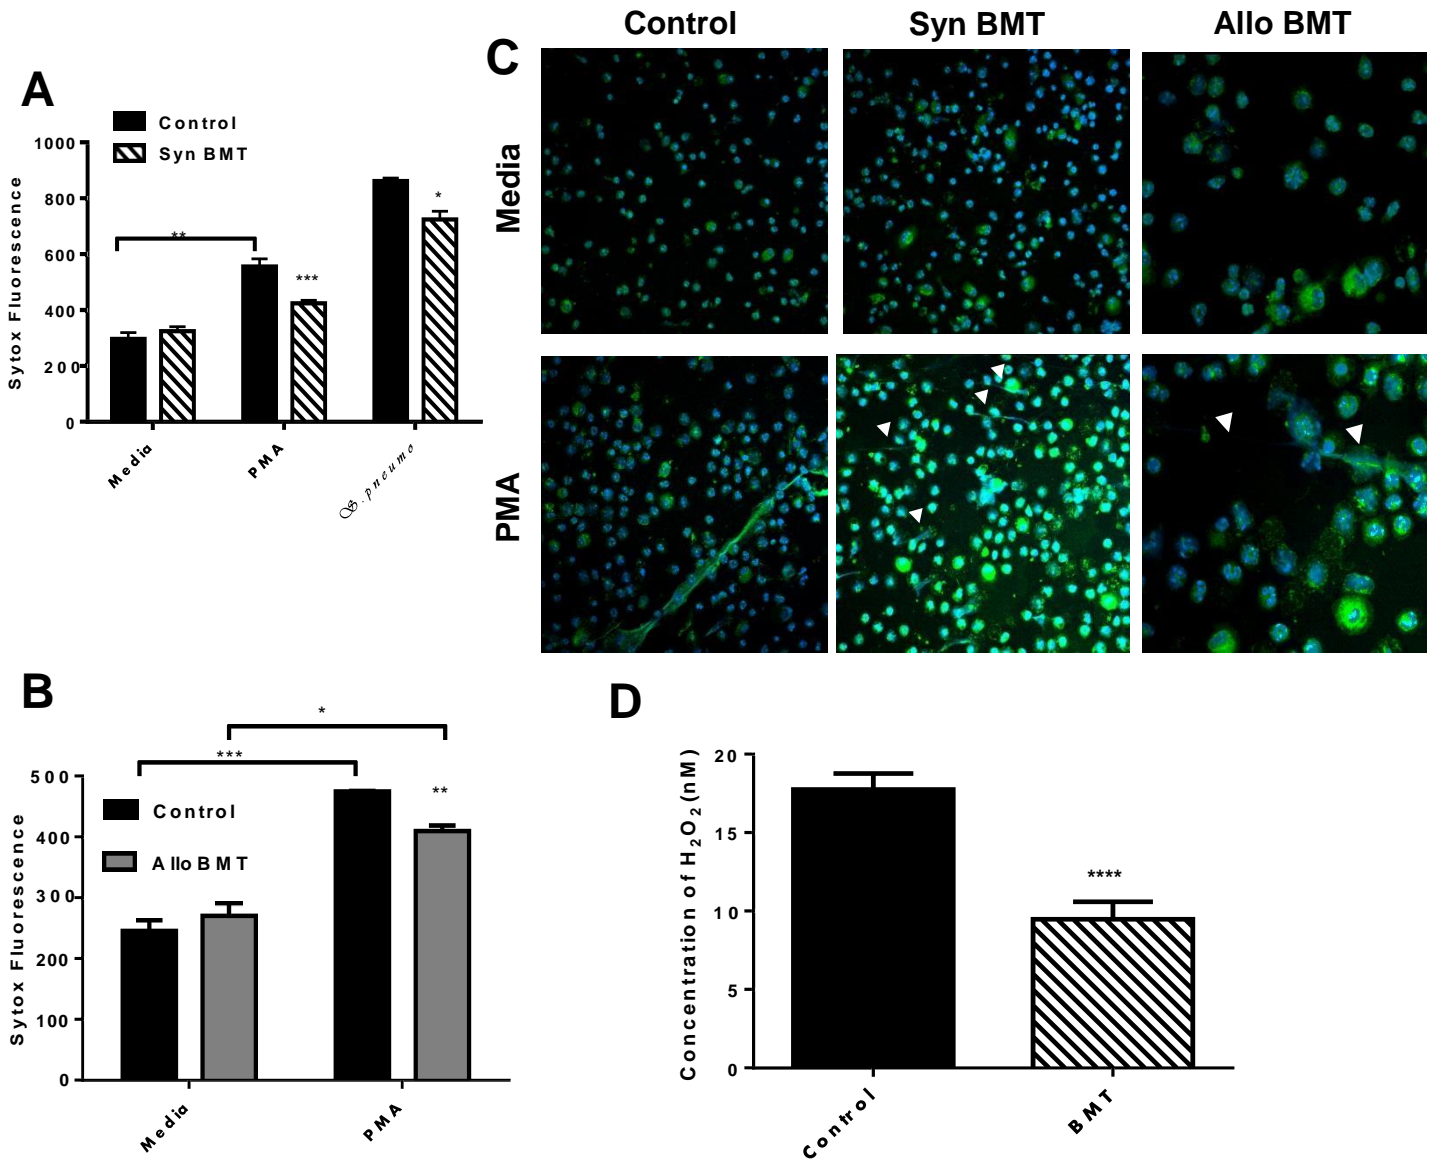 Control Syn BMT Allo BMT
C
A
Control
Syn BMT
1000
800
600
400
200
0
Sytox Fluorescence
**
***
*
Media
PMA
S. pneumo
Media
PMA
B
*
***
**
500
400
300
200
100
0
Sytox Fluorescence
Control
Allo BMT
Media
PMA
D
20
15
10
5
0
Concentration of H₂O₂ (nM)
****
Control
BMT